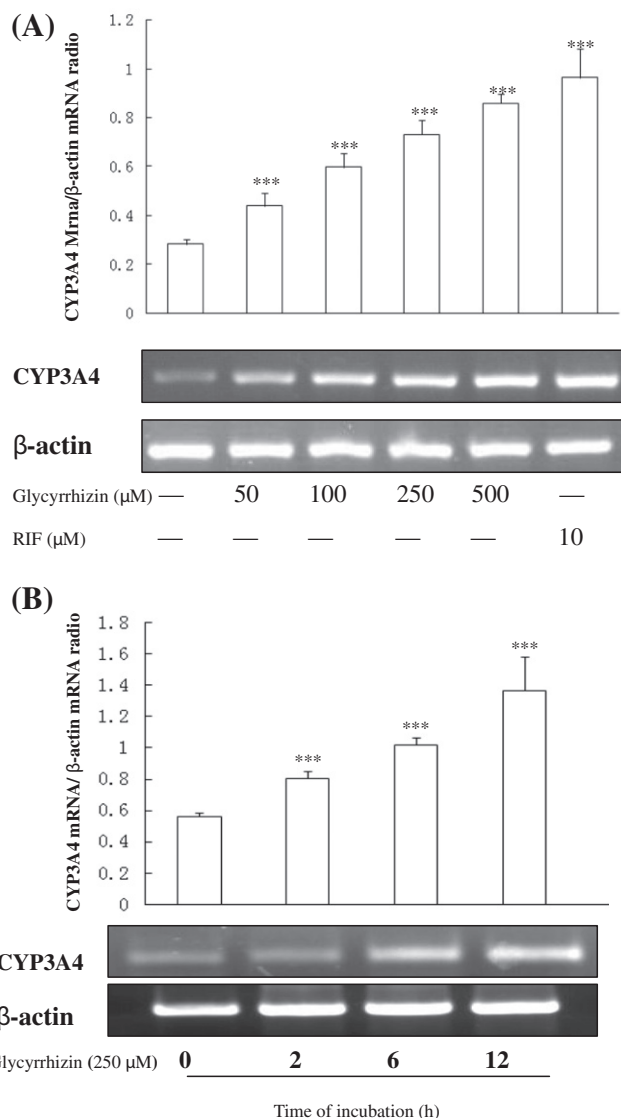 (A)
CYP3A4 Mrna/β-actin mRNA radio
1.2
1
0.8
0.6
0.4
0.2
0
*** *** *** *** ***
CYP3A4
β-actin
Glycyrrhizin (μM) — 50 100 250 500 —
RIF (μM) — — — — — 10
(B)
CYP3A4 mRNA/ β-actin mRNA radio
1.8
1.6
1.4
1.2
1
0.8
0.6
0.4
0.2
0
*** *** ***
CYP3A4
β-actin
Glycyrrhizin (250 μM) 0 2 6 12
Time of incubation (h)